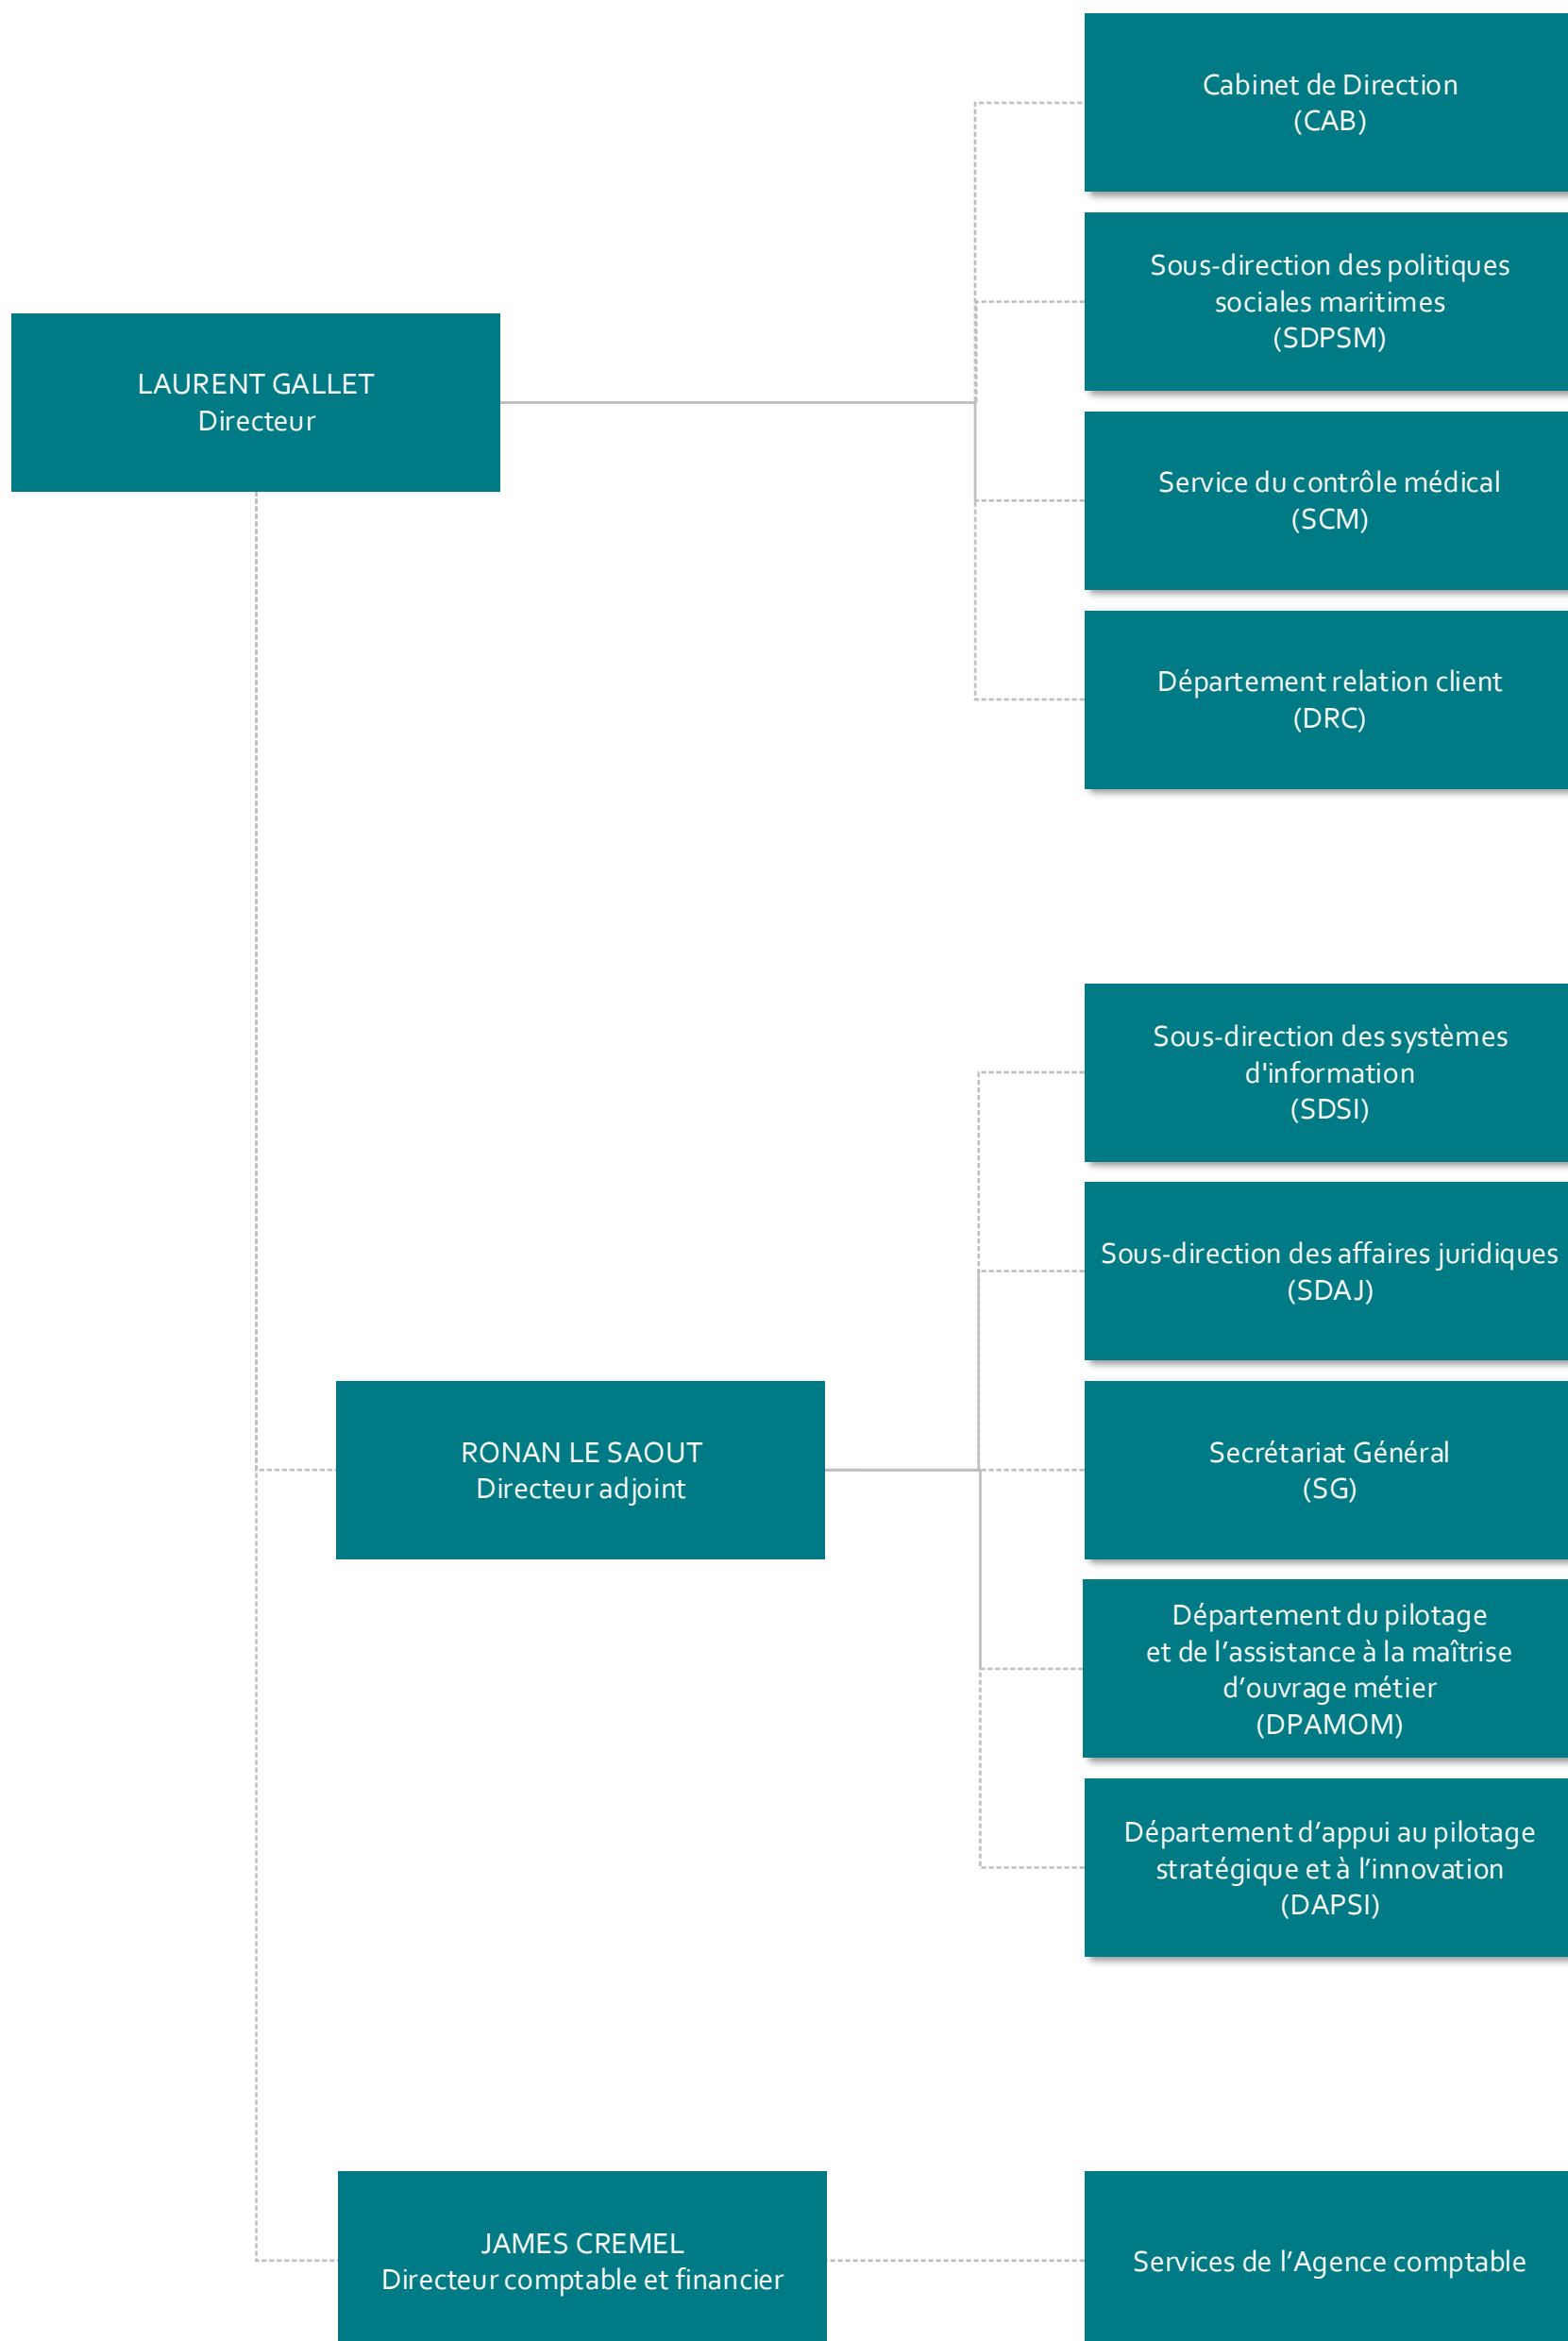 Cabinet de Direction
(CAB)
Sous-direction des politiques
sociales maritimes
(SDPSM)
LAURENT GALLET
Directeur
Service du contrôle médical
(SCM)
Département relation client
(DRC)
Sous-direction des systèmes
d'information
(SDSI)
Sous-direction des affaires juridiques
(SDAJ)
RONAN LE SAOUT
Directeur adjoint
Secrétariat Général
(SG)
Département du pilotage
et de l’assistance à la maîtrise
d’ouvrage métier
(DPAMOM)
Département d’appui au pilotage
stratégique et à l’innovation
(DAPSI)
JAMES CREMEL
Directeur comptable et financier
Services de l’Agence comptable